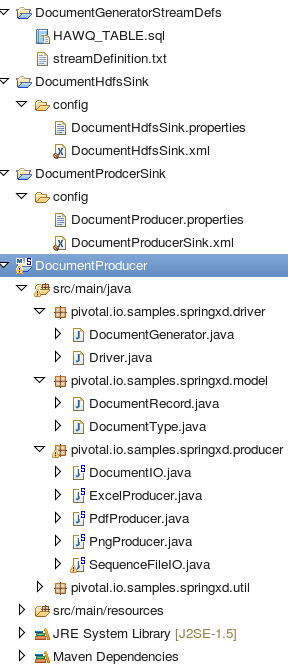 DocumentGeneratorStreamDefs
HAWQ_TABLE.sql
streamDefinition.txt
DocumentHdfsSink
config
DocumentHdfsSink.properties
DocumentHdfsSink.xml
DocumentProdcerSink
config
DocumentProducer.properties
DocumentProducerSink.xml
DocumentProducer
src/main/java
pivotal.io.samples.springxd.driver
DocumentGenerator.java
Driver.java
pivotal.io.samples.springxd.model
DocumentRecord.java
DocumentType.java
pivotal.io.samples.springxd.producer
DocumentIO.java
ExcelProducer.java
PdfProducer.java
PngProducer.java
SequenceFileIO.java
pivotal.io.samples.springxd.util
src/main/resources
JRE System Library [J2SE-1.5]
Maven Dependencies